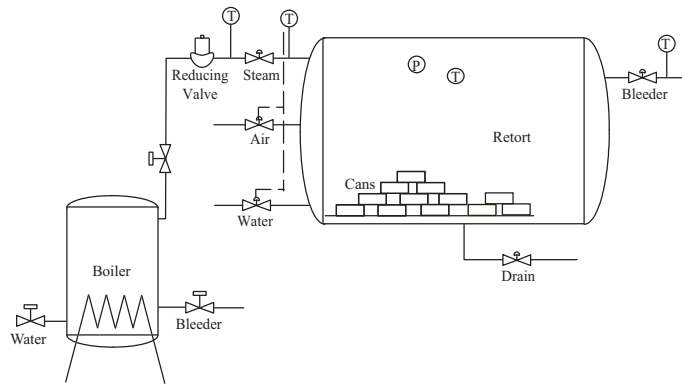 T
T
T
Reducing
Valve
Steam
P
T
Bleeder
Air
Retort
Cans
Water
Drain
Boiler
Water
Bleeder